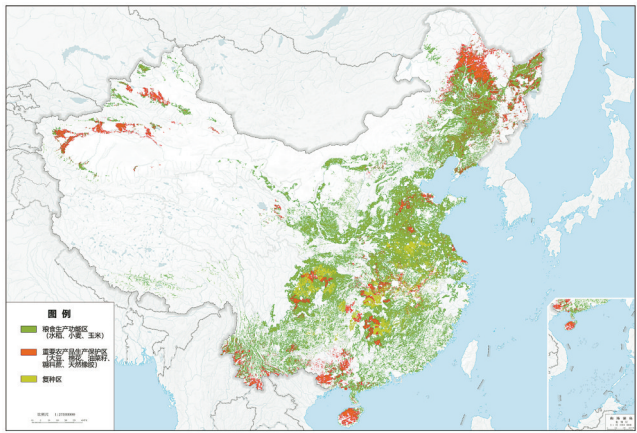 图 例
粮食生产功能区
（水稻、小麦、玉米）
重要农产品生产保护区
（大豆、棉花、油菜籽、
糖料蔗、天然橡胶）
复种区